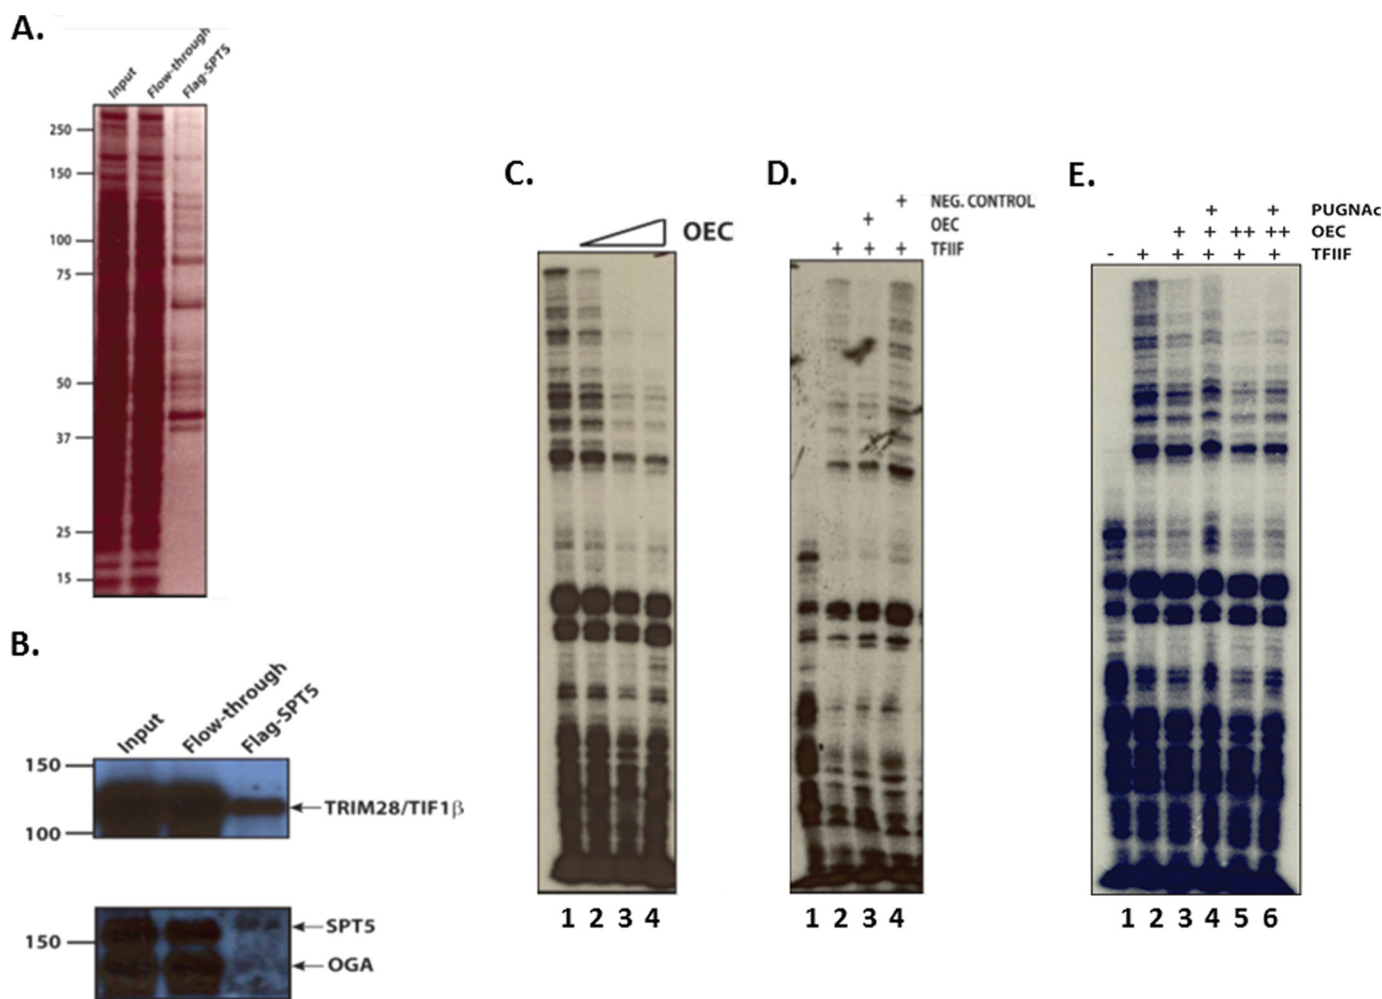 A.
Input
Flow-through
Flag-SPT5
250
150
100
75
50
37
25
15
B.
Input
Flow-through
Flag-SPT5
150
TRIM28/TIF1β
100
SPT5
150
OGA
C.
OEC
1 2 3 4
D.
+ NEG. CONTROL
+ OEC
+ + + TFIIF
1 2 3 4
E.
+ + PUGNAc
+ + ++ ++ OEC
- + + + + + TFIIF
1 2 3 4 5 6